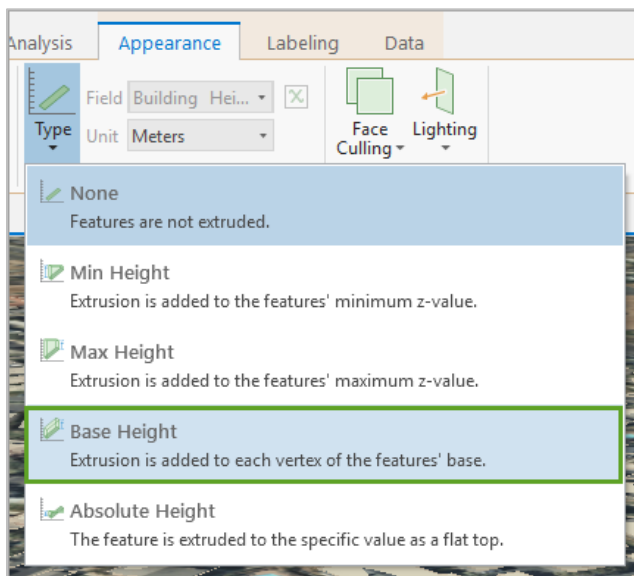 Analysis Appearance Labeling Data
Field Building Hei...
Type Unit Meters
Face Culling Lighting
None
Features are not extruded.
Min Height
Extrusion is added to the features' minimum z-value.
Max Height
Extrusion is added to the features' maximum z-value.
Base Height
Extrusion is added to each vertex of the features' base.
Absolute Height
The feature is extruded to the specific value as a flat top.